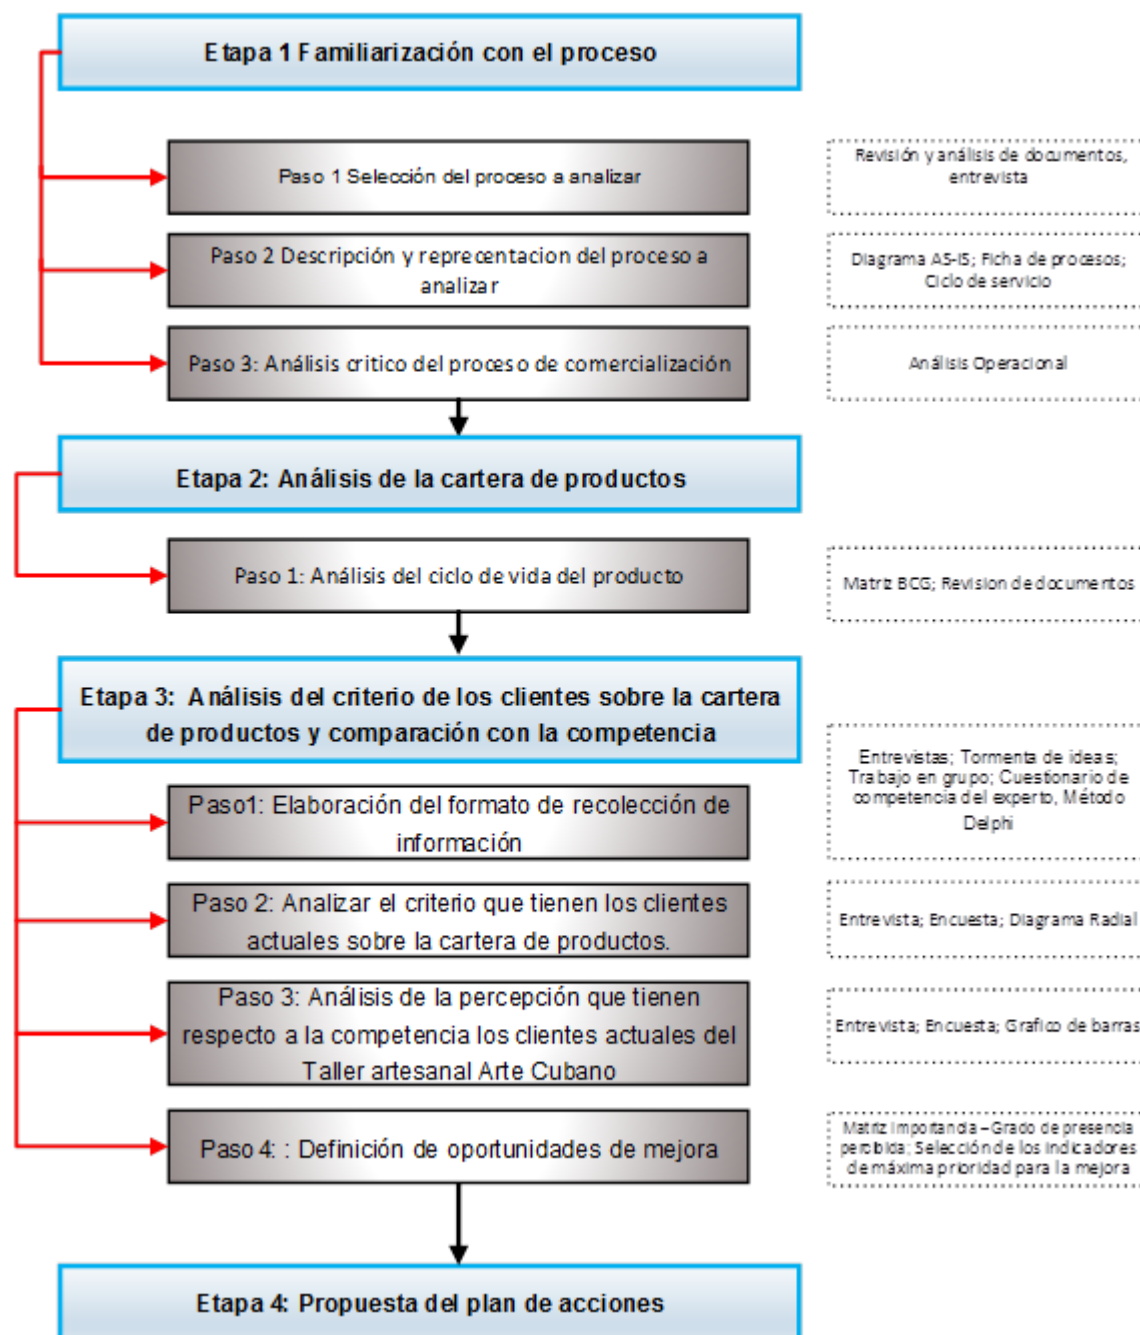 Etapa 1 Familiarización con el proceso
Paso 1 Selección del proceso a analizar
Revisión y análisis de documentos,
entrevista
Paso 2 Descripción y reprecentacion del proceso a
analizar
Diagrama AS-IS; Ficha de procesos;
Ciclo de servicio
Paso 3: Análisis critico del proceso de comercialización
Análisis Operacional
Etapa 2: Análisis de la cartera de productos
Paso 1: Análisis del ciclo de vida del producto
Matriz BCG; Revision de documentos
Etapa 3: Análisis del criterio de los clientes sobre la cartera
de productos y comparación con la competencia
Entrevistas; Tormenta de ideas;
Trabajo en grupo; Cuestionario de
competencia del experto, Método
Delphi
Paso1: Elaboración del formato de recolección de
información
Paso 2: Analizar el criterio que tienen los clientes
actuales sobre la cartera de productos.
Entrevista; Encuesta; Diagrama Radial
Paso 3: Análisis de la percepción que tienen
respecto a la competencia los clientes actuales del
Taller artesanal Arte Cubano
Entrevista; Encuesta; Grafico de barras
Paso 4: : Definición de oportunidades de mejora
Matriz Importancia – Grado de presencia
percibida; Selección de los indicadores
de máxima prioridad para la mejora
Etapa 4: Propuesta del plan de acciones